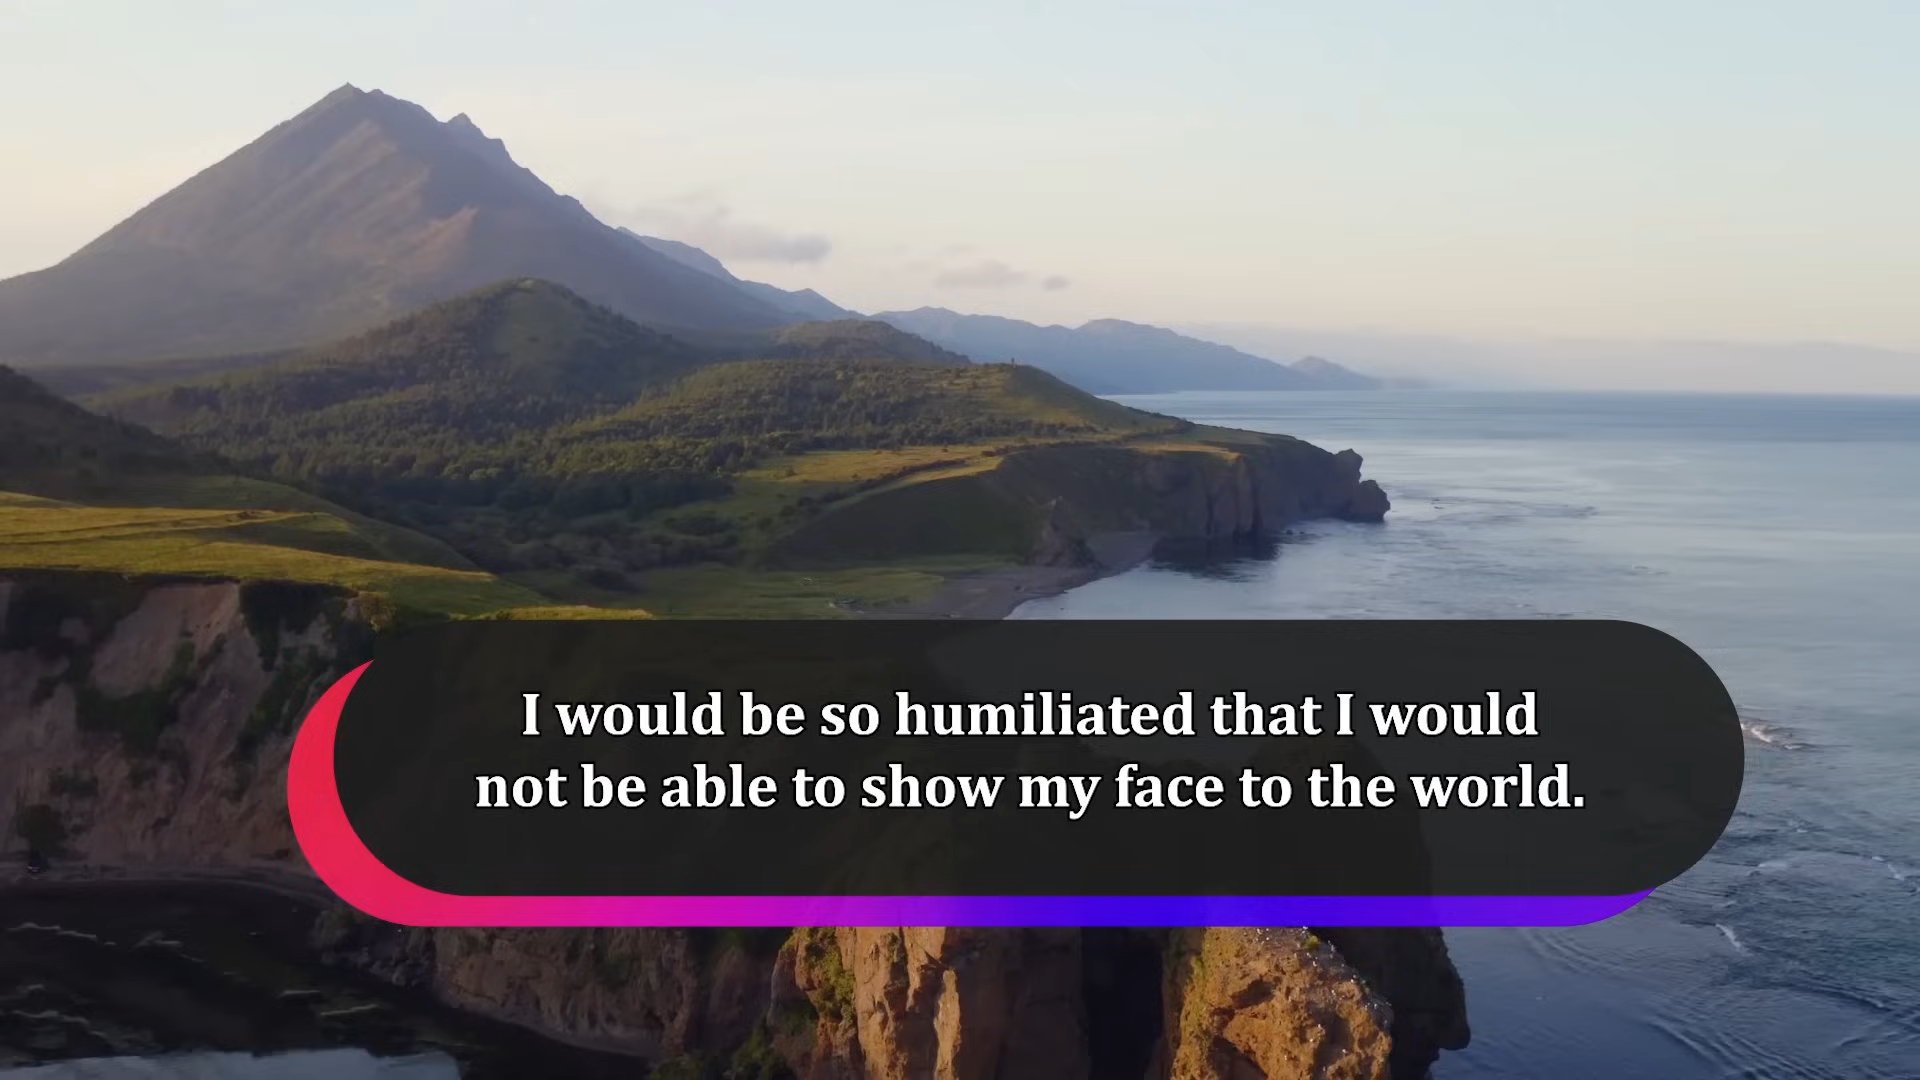 I would be so humiliated that I would
not be able to show my face to the world.